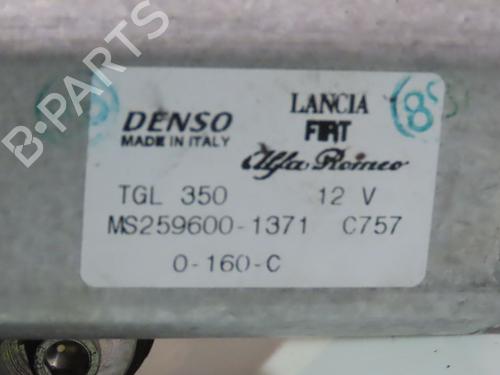 B-PARTS
DENSO
MADE IN ITALY
LANCIA
FIAT
Alfa Romeo
TGL 350 12 V
MS259600-1371 C757
0-160-C